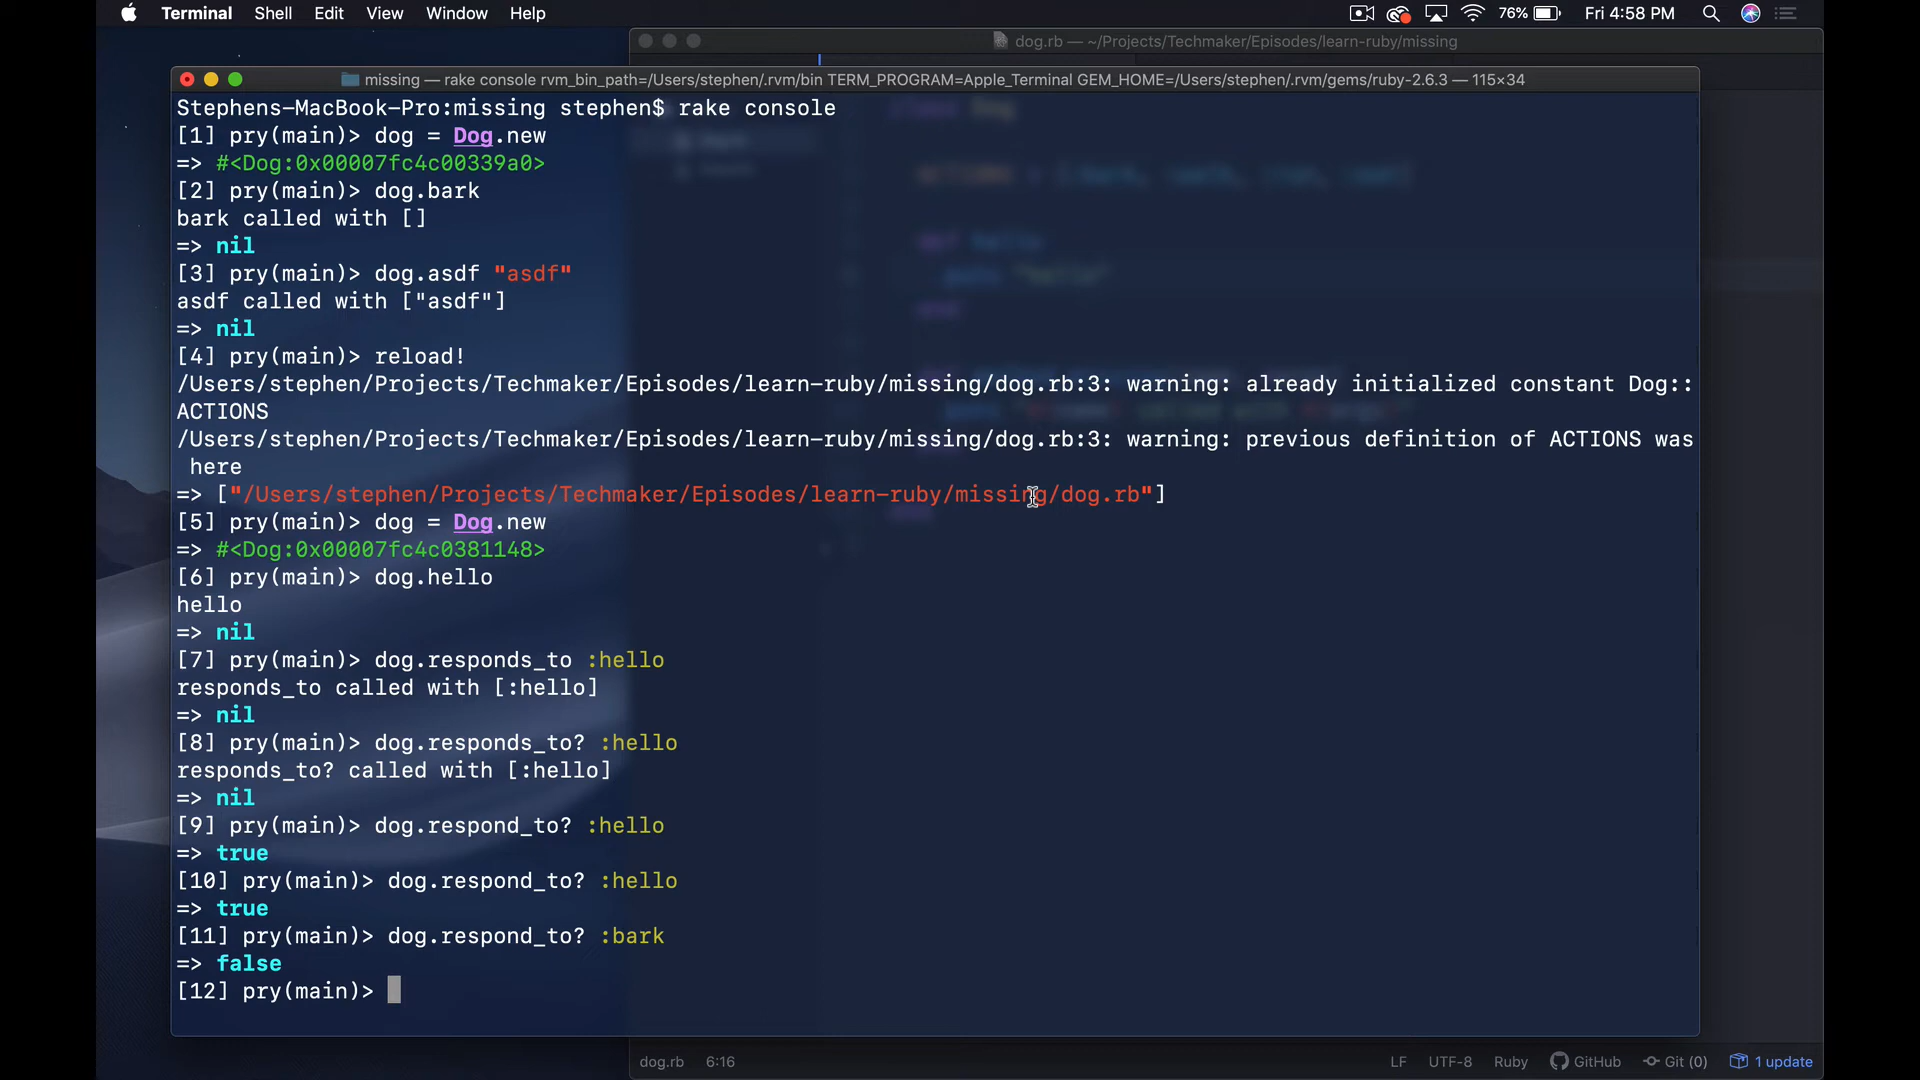 Terminal Shell Edit View Window Help 76% Fri 4:58 PM
dog.rb — ~/Projects/Techmaker/Episodes/learn-ruby/missing
missing — rake console rvm_bin_path=/Users/stephen/.rvm/bin TERM_PROGRAM=Apple_Terminal GEM_HOME=/Users/stephen/.rvm/gems/ruby-2.6.3 — 115×34
Stephens-MacBook-Pro:missing stephen$ rake console
[1] pry(main)> dog = Dog.new
=> #<Dog:0x00007fc4c00339a0>
[2] pry(main)> dog.bark
bark called with []
=> nil
[3] pry(main)> dog.asdf "asdf"
asdf called with ["asdf"]
=> nil
[4] pry(main)> reload!
/Users/stephen/Projects/Techmaker/Episodes/learn-ruby/missing/dog.rb:3: warning: already initialized constant Dog::
ACTIONS
/Users/stephen/Projects/Techmaker/Episodes/learn-ruby/missing/dog.rb:3: warning: previous definition of ACTIONS was
here
=> ["/Users/stephen/Projects/Techmaker/Episodes/learn-ruby/missing/dog.rb"]
[5] pry(main)> dog = Dog.new
=> #<Dog:0x00007fc4c0381148>
[6] pry(main)> dog.hello
hello
=> nil
[7] pry(main)> dog.responds_to :hello
responds_to called with [:hello]
=> nil
[8] pry(main)> dog.responds_to? :hello
responds_to? called with [:hello]
=> nil
[9] pry(main)> dog.respond_to? :hello
=> true
[10] pry(main)> dog.respond_to? :hello
=> true
[11] pry(main)> dog.respond_to? :bark
=> false
[12] pry(main)>
dog.rb 6:16 LF UTF-8 Ruby GitHub Git (0) 1 update